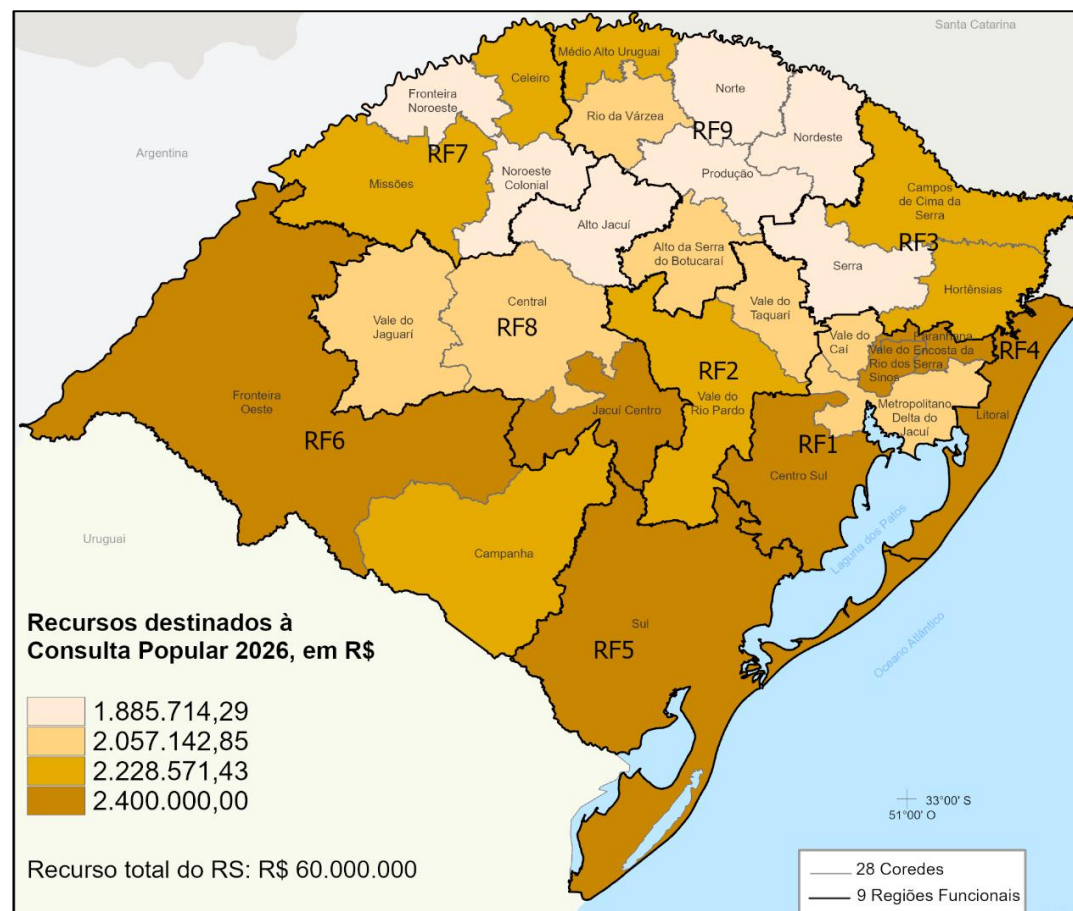 Santa Catarina
Médio Alto Uruguai
Celeiro
Fronteira
Noroeste
Norte
Rio da Várzea
RF9
Nordeste
Argentina
RF7
Noroeste
Colonial
Produção
Missões
Campos
de Cima da
Serra
Alto Jacuí
RF3
Alto da Serra
do Botucaraí
Serra
Hortênsias
Central
Vale do
Taquarí
Vale do
Jaguarí
RF8
Vale do
Caí
Paranhana
Encosta da
Serra
RF4
Vale do
Rio dos
Sinos
RF2
Fronteira
Oeste
Vale do
Rio Pardo
Jacuí Centro
Metropolitano
Delta do
Jacuí
Litoral
RF6
RF1
Centro Sul
Uruguai
Campanha
Laguna dos Patos
Sul
RF5
Oceano Atlântico
Recursos destinados à
Consulta Popular 2026, em R$
1.885.714,29
2.057.142,85
2.228.571,43
2.400.000,00
33°00' S
51°00' O
Recurso total do RS: R$ 60.000.000
28 Coredes
9 Regiões Funcionais